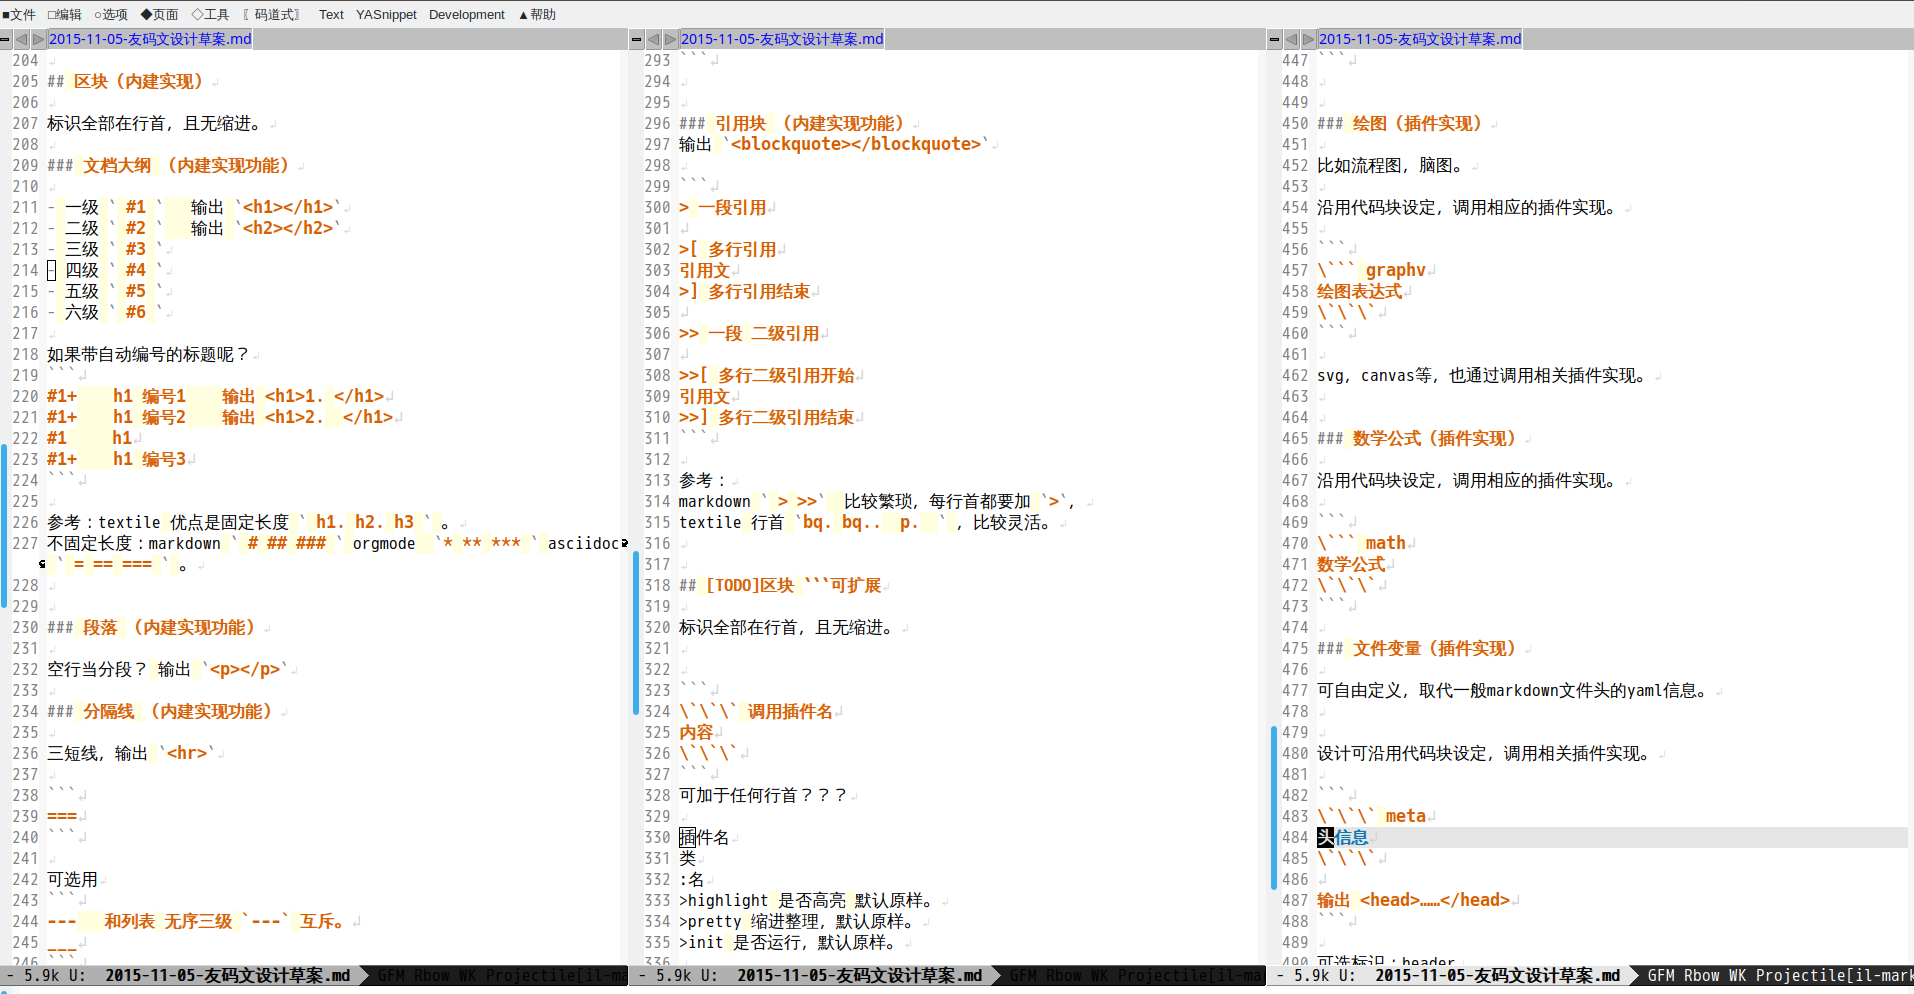 ■文件 □编辑 ○选项 ◆页面 ◇工具 〖码道式〗 Text YASnippet Development ▲帮助
2015-11-05-友码文设计草案.md
204
205 ## 区块（内建实现）
206
207 标识全部在行首，且无缩进。
208
209 ### 文档大纲 （内建实现功能）
210
211 - 一级 ` #1 `   输出 `<h1></h1>`
212 - 二级 ` #2 `   输出 `<h2></h2>`
213 - 三级 ` #3 `
214 - 四级 ` #4 `
215 - 五级 ` #5 `
216 - 六级 ` #6 `
217
218 如果带自动编号的标题呢？
219 ```
220 #1+    h1 编号1    输出 <h1>1. </h1>
221 #1+    h1 编号2    输出 <h1>2.  </h1>
222 #1     h1
223 #1+    h1 编号3
224 ```
225
226 参考：textile 优点是固定长度 ` h1. h2. h3 ` 。
227 不固定长度：markdown ` # ## ### ` orgmode  `* ** *** ` asciidoc
 ` = == === ` 。
228
229
230 ### 段落 （内建实现功能）
231
232 空行当分段？ 输出 `<p></p>`
233
234 ### 分隔线 （内建实现功能）
235
236 三短线，输出 `<hr>`
237
238 ```
239 ===
240 ```
241
242 可选用
243 ```
244 ---   和列表 无序三级 `---` 互斥。
245 ___
246 ```
- 5.9k U:  2015-11-05-友码文设计草案.md  GFM Rbow WK Projectile[il-ma
2015-11-05-友码文设计草案.md
293 ```
294
295
296 ### 引用块 （内建实现功能）
297 输出 `<blockquote></blockquote>`
298
299 ```
300 > 一段引用
301
302 >[ 多行引用
303 引用文
304 >] 多行引用结束
305
306 >> 一段 二级引用
307
308 >>[ 多行二级引用开始
309 引用文
310 >>] 多行二级引用结束
311 ```
312
313 参考：
314 markdown ` > >>`  比较繁琐，每行首都要加 `>`，
315 textile 行首 `bq. bq..  p.  ` ，比较灵活。
316
317
318 ## [TODO]区块 ```可扩展
319
320 标识全部在行首，且无缩进。
321
322
323 ```
324 \`\`\` 调用插件名
325 内容
326 \`\`\`
327 ```
328 可加于任何行首？？？
329
330 插件名
331 类
332 :名
333 >highlight 是否高亮 默认原样。
334 >pretty 缩进整理，默认原样。
335 >init 是否运行，默认原样。
336
- 5.9k U:  2015-11-05-友码文设计草案.md  GFM Rbow WK Projectile[il-ma
2015-11-05-友码文设计草案.md
447 ```
448
449
450 ### 绘图（插件实现）
451
452 比如流程图，脑图。
453
454 沿用代码块设定，调用相应的插件实现。
455
456 ```
457 \``` graphv
458 绘图表达式
459 \`\`\`
460 ```
461
462 svg，canvas等，也通过调用相关插件实现。
463
464
465 ### 数学公式（插件实现）
466
467 沿用代码块设定，调用相应的插件实现。
468
469 ```
470 \``` math
471 数学公式
472 \`\`\`
473 ```
474
475 ### 文件变量（插件实现）
476
477 可自由定义，取代一般markdown文件头的yaml信息。
478
479
480 设计可沿用代码块设定，调用相关插件实现。
481
482 ```
483 \`\`\` meta
484 头信息
485 \`\`\`
486
487 输出 <head>……</head>
488 ```
489
490 可选标识：header
- 5.9k U:  2015-11-05-友码文设计草案.md  GFM Rbow WK Projectile[il-mark